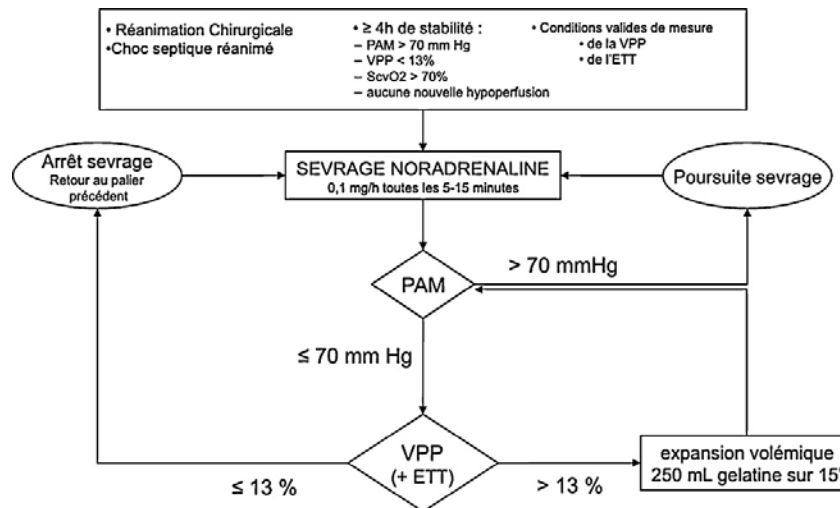 • Réanimation Chirurgicale
•Choc septique réanimé
• ≥ 4h de stabilité :
– PAM > 70 mm Hg
– VPP < 13%
– ScvO2 > 70%
– aucune nouvelle hypoperfusion
• Conditions valides de mesure
• de la VPP
• de l'ETT
Arrêt sevrage
Retour au palier
précédent
SEVRAGE NORADRENALINE
0,1 mg/h toutes les 5-15 minutes
Poursuite sevrage
PAM
> 70 mmHg
≤ 70 mm Hg
VPP
(+ ETT)
≤ 13 %
> 13 %
expansion volémique
250 mL gelatine sur 15'